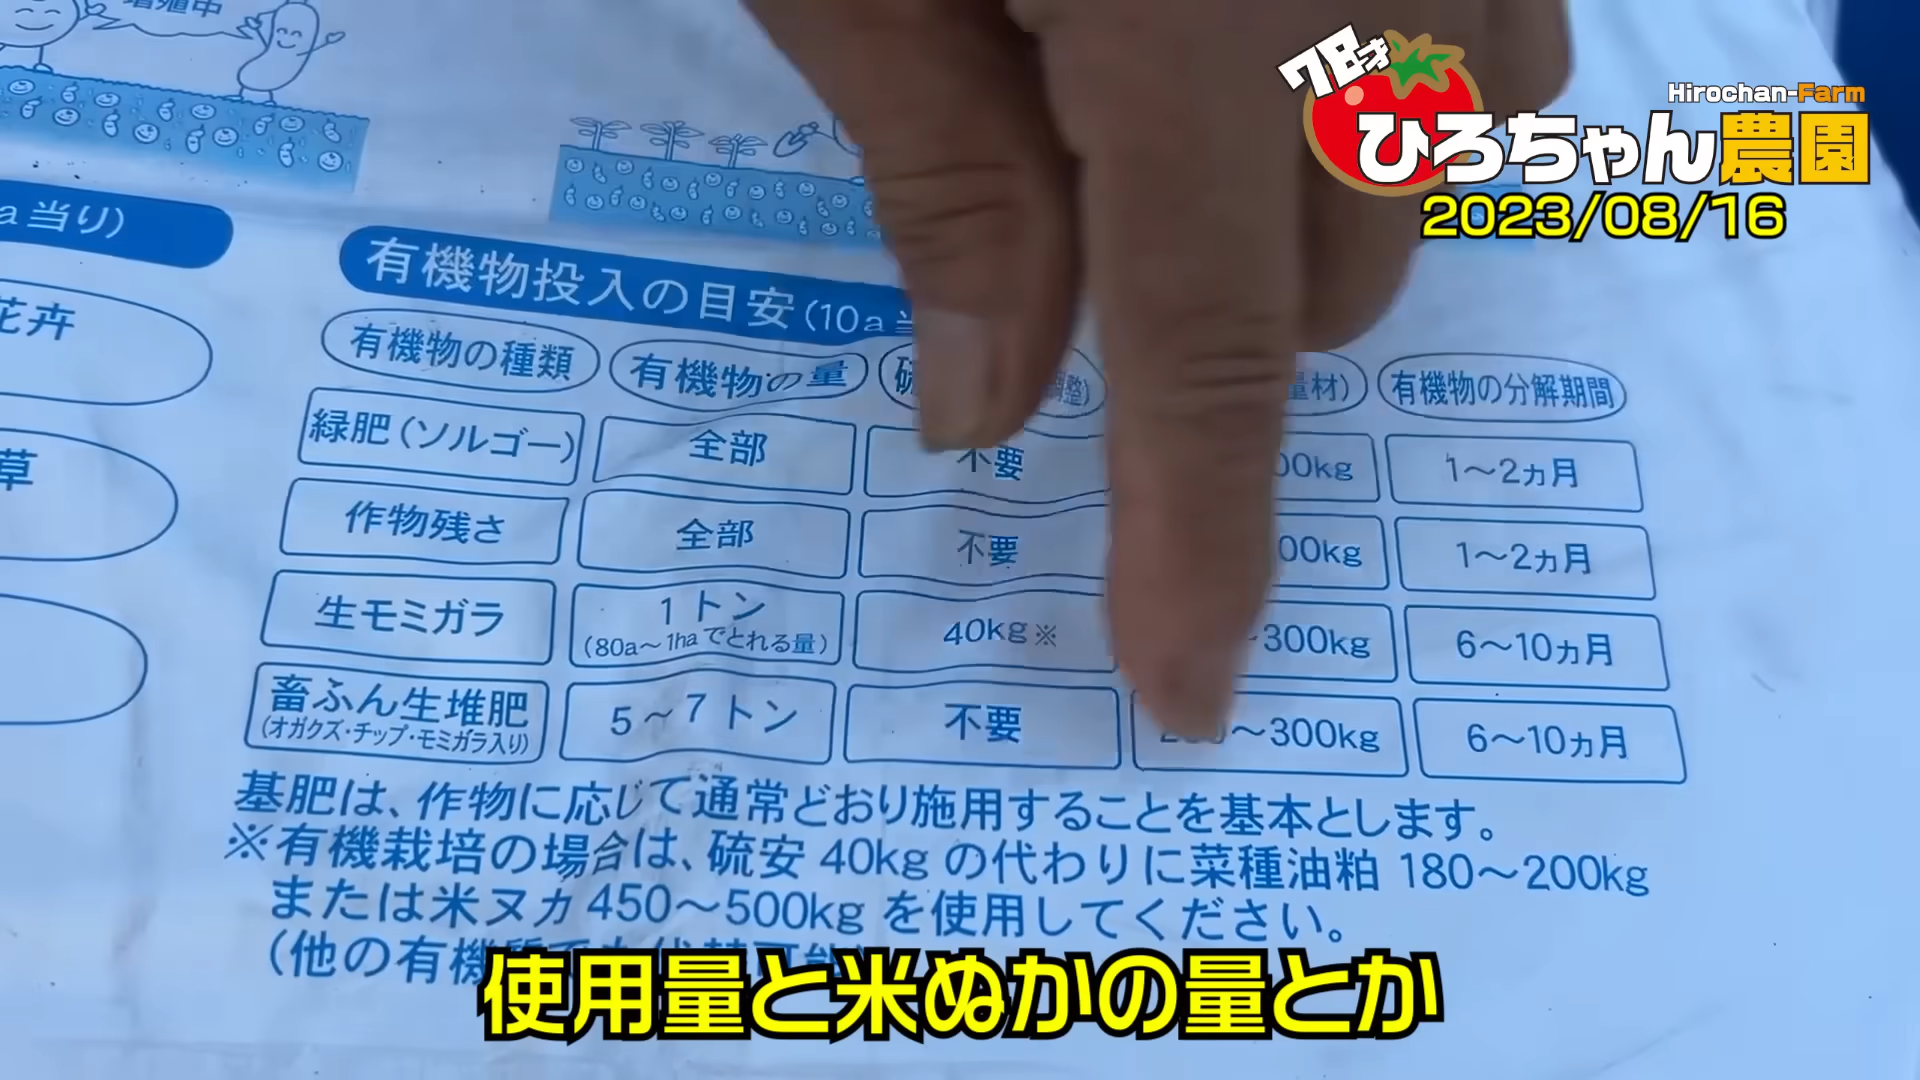 増殖中
78才
Hirochan-Farm
ひろちゃん農園
2023/08/16
a当り)
花卉
草
有機物投入の目安(10a
有機物の種類 有機物の量 硫 調整) 量材) 有機物の分解期間
緑肥(ソルゴー) 全部 不要 00kg 1〜2ヵ月
作物残さ 全部 不要 00kg 1〜2ヵ月
生モミガラ 1トン 40kg※ 〜300kg 6〜10ヵ月
(80a〜1haでとれる量)
畜ふん生堆肥 5〜7トン 不要 〜300kg 6〜10ヵ月
(オガクズ・チップ・モミガラ入り)
基肥は、作物に応じて通常どおり施用することを基本とします。
※有機栽培の場合は、硫安40kgの代わりに菜種油粕180〜200kg
または米ヌカ450〜500kgを使用してください。
(他の有機
使用量と米ぬかの量とか